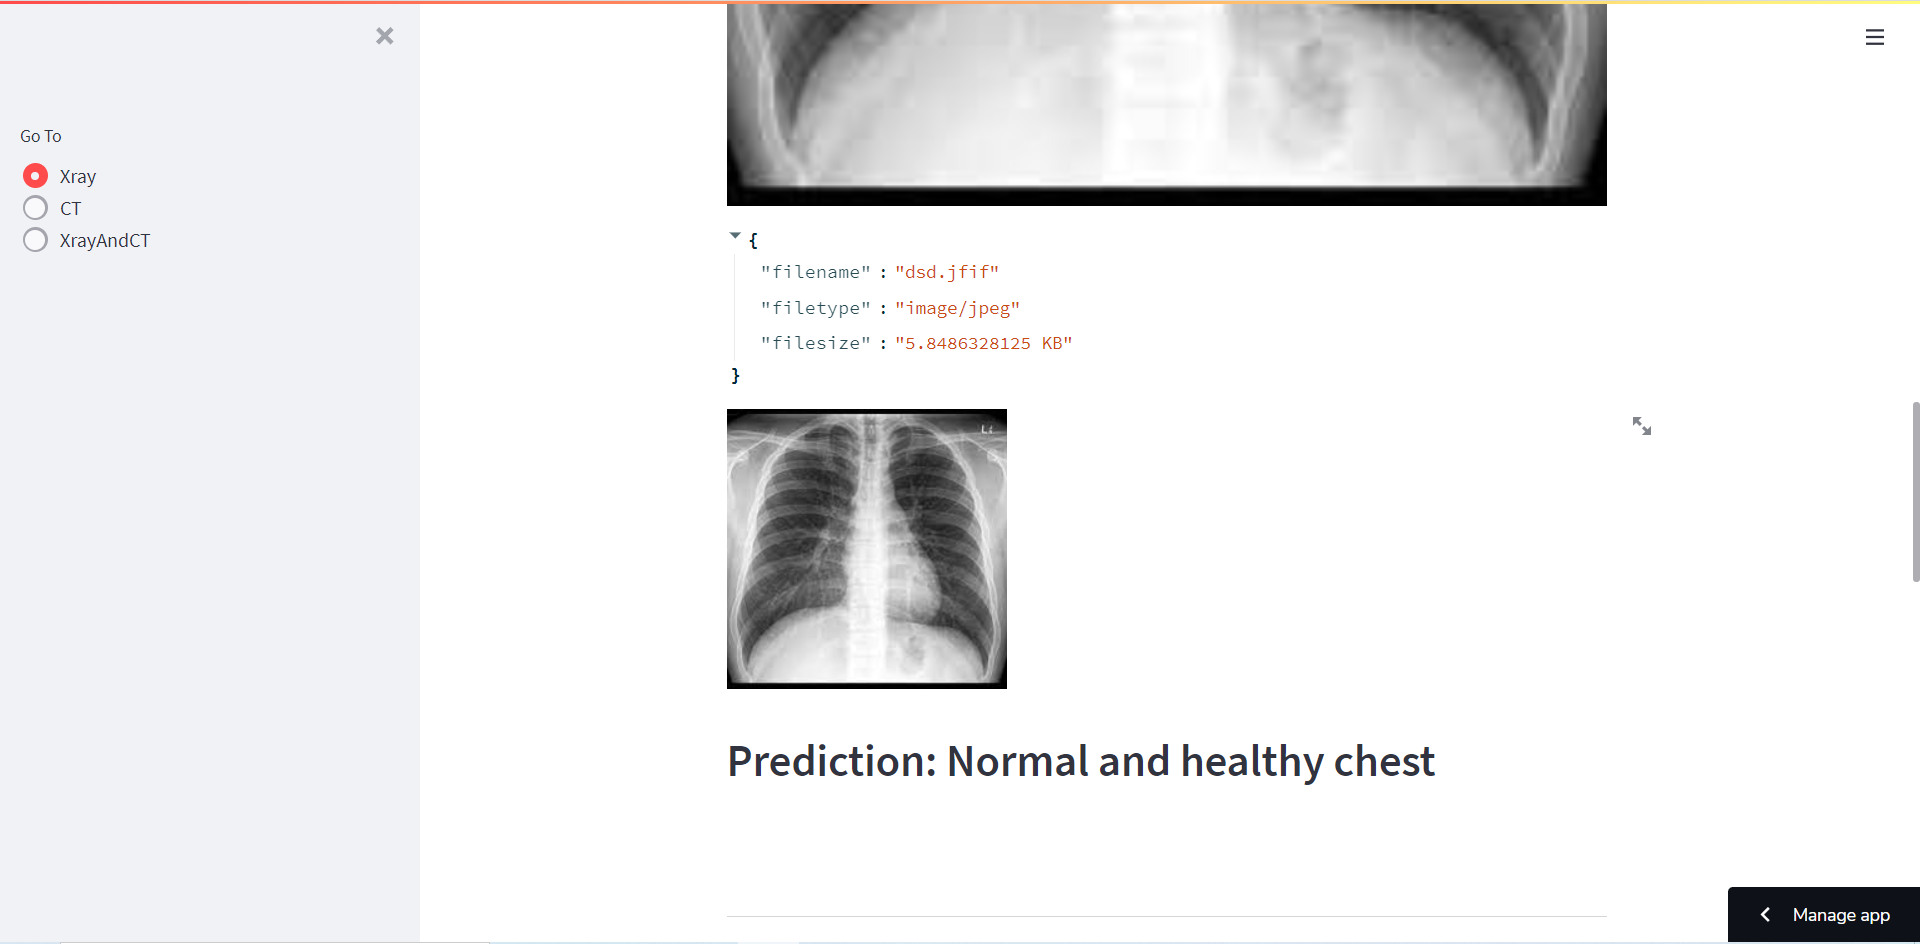 Go To
Xray
CT
XrayAndCT
{
"filename" : "dsd.jfif"
"filetype" : "image/jpeg"
"filesize" : "5.8486328125 KB"
}
Prediction: Normal and healthy chest
Manage app